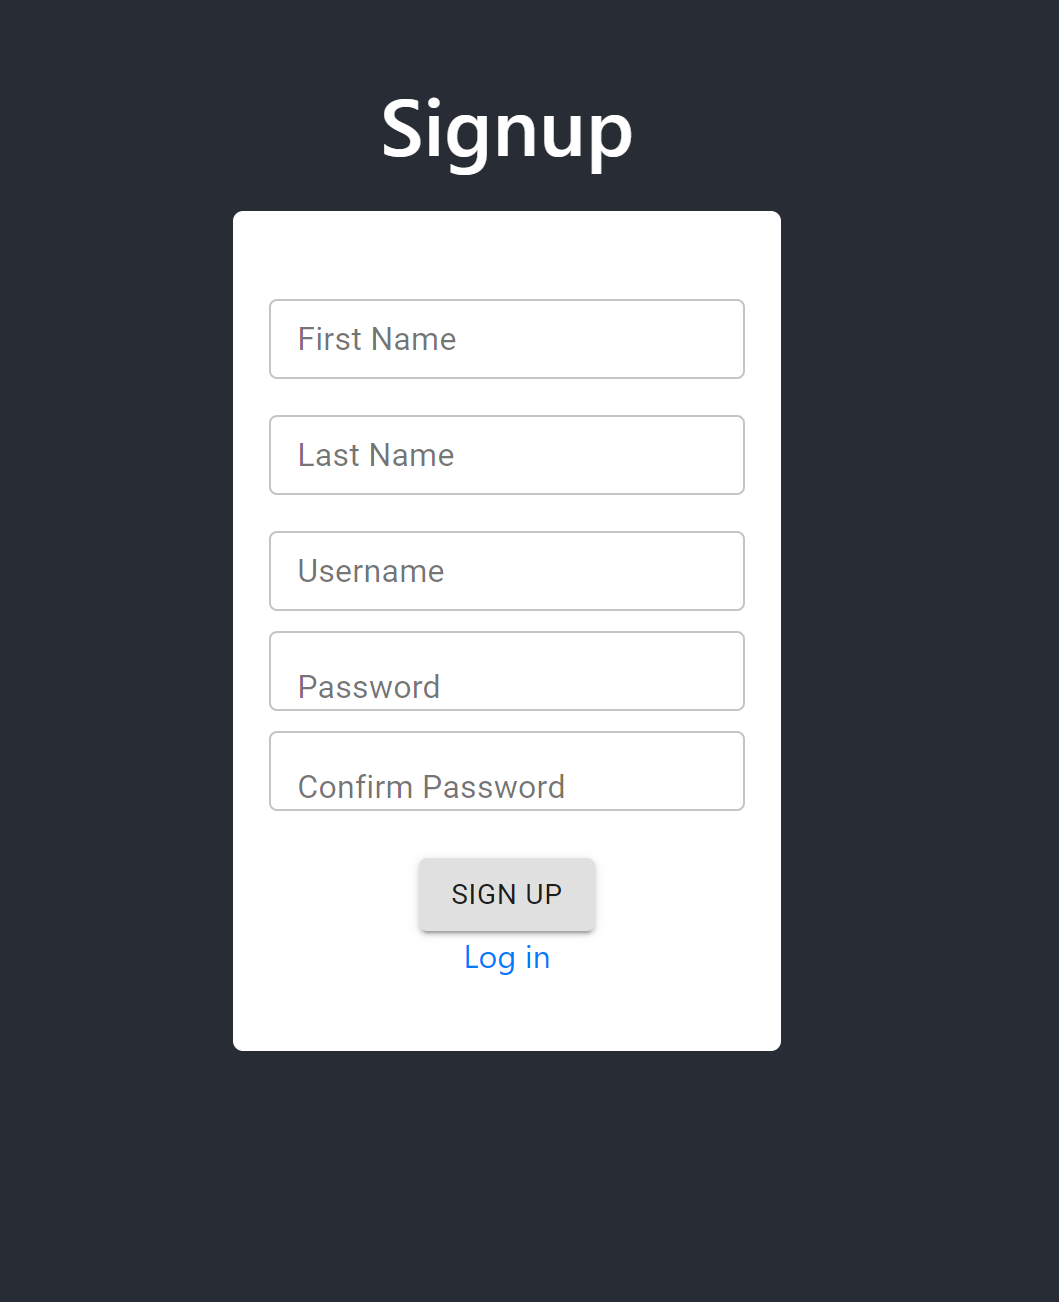 Signup
First Name
Last Name
Username
Password
Confirm Password
SIGN UP
Log in